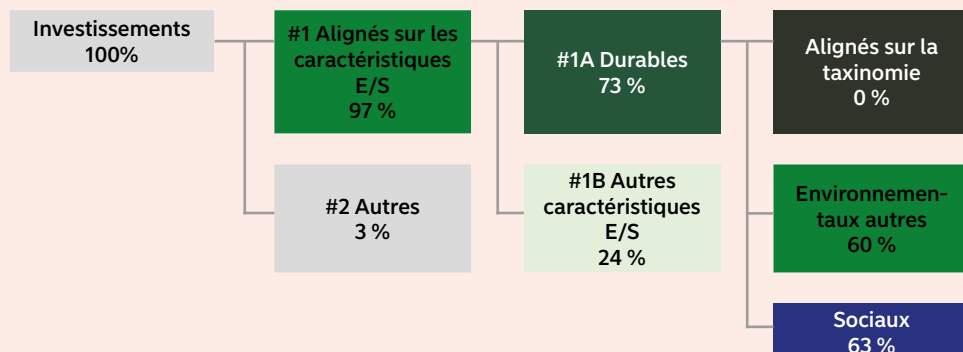 Investissements
100%
#1 Alignés sur les
caractéristiques
E/S
97 %
#1A Durables
73 %
Alignés sur la
taxinomie
0 %
#2 Autres
3 %
#1B Autres
caractéristiques
E/S
24 %
Environnemen-
taux autres
60 %
Sociaux
63 %